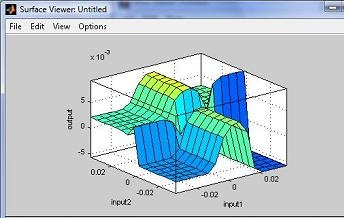 Surface Viewer: Untitled
File Edit View Options
x 10⁻³
5
0
-5
output
0.02
0
-0.02
input2
-0.02
0
0.02
input1